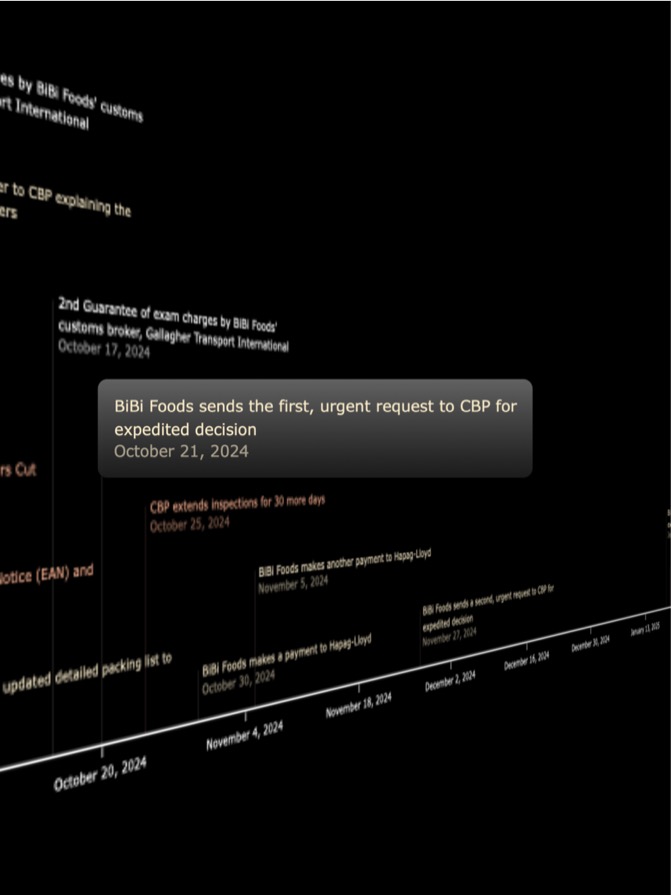 es by BiBi Foods' customs
rt International
er to CBP explaining the
ers
2nd Guarantee of exam charges by BiBi Foods'
customs broker, Gallagher Transport International
October 17, 2024
BiBi Foods sends the first, urgent request to CBP for
expedited decision
October 21, 2024
rs Cut
CBP extends inspections for 30 more days
October 25, 2024
Notice (EAN) and
BiBi Foods makes another payment to Hapag-Lloyd
November 5, 2024
BiBi Foods sends a second, urgent request to CBP for
expedited decision
November 27, 2024
updated detailed packing list to
BiBi Foods makes a payment to Hapag-Lloyd
October 30, 2024
October 20, 2024
November 4, 2024
November 18, 2024
December 2, 2024
December 16, 2024
December 30, 2024
January 13, 2025